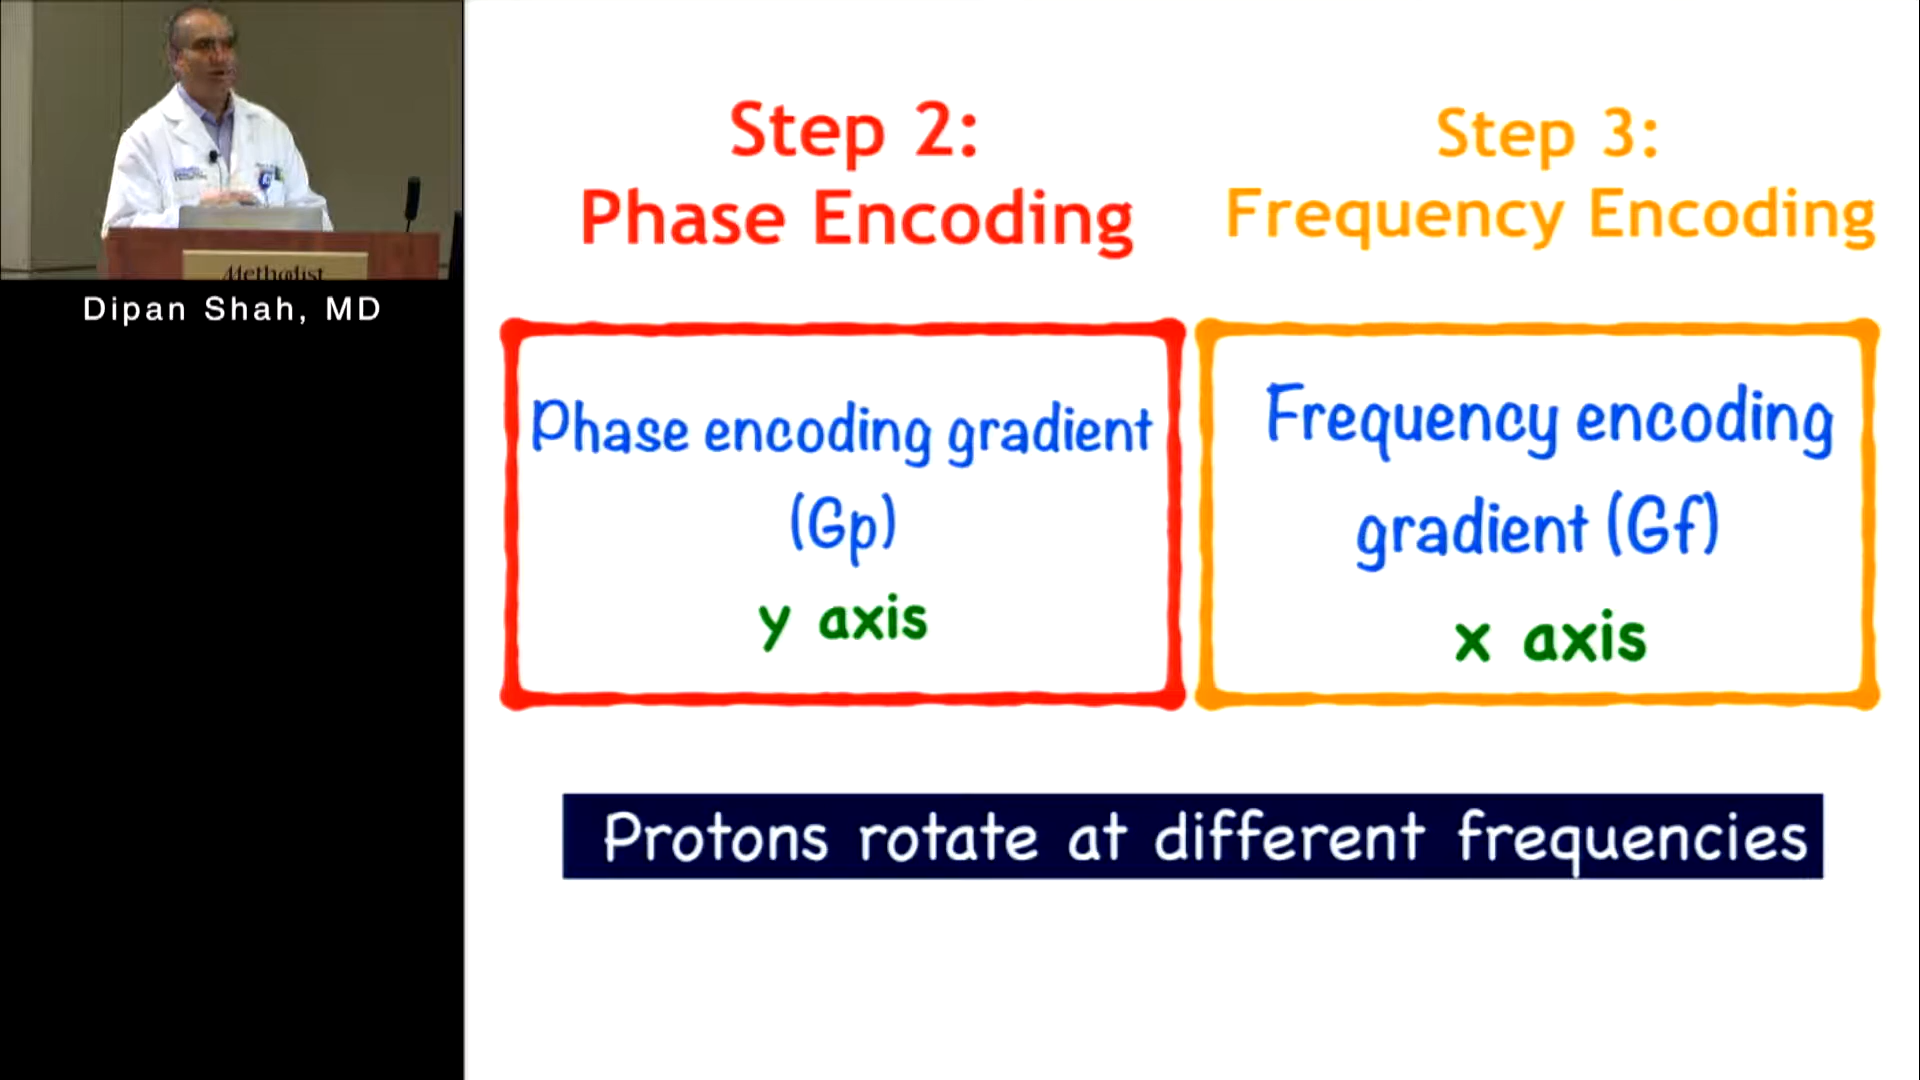 Methodist
Dipan Shah, MD
Step 2:
Phase Encoding
Step 3:
Frequency Encoding
Phase encoding gradient
(Gp)
y axis
Frequency encoding
gradient (Gf)
x axis
Protons rotate at different frequencies